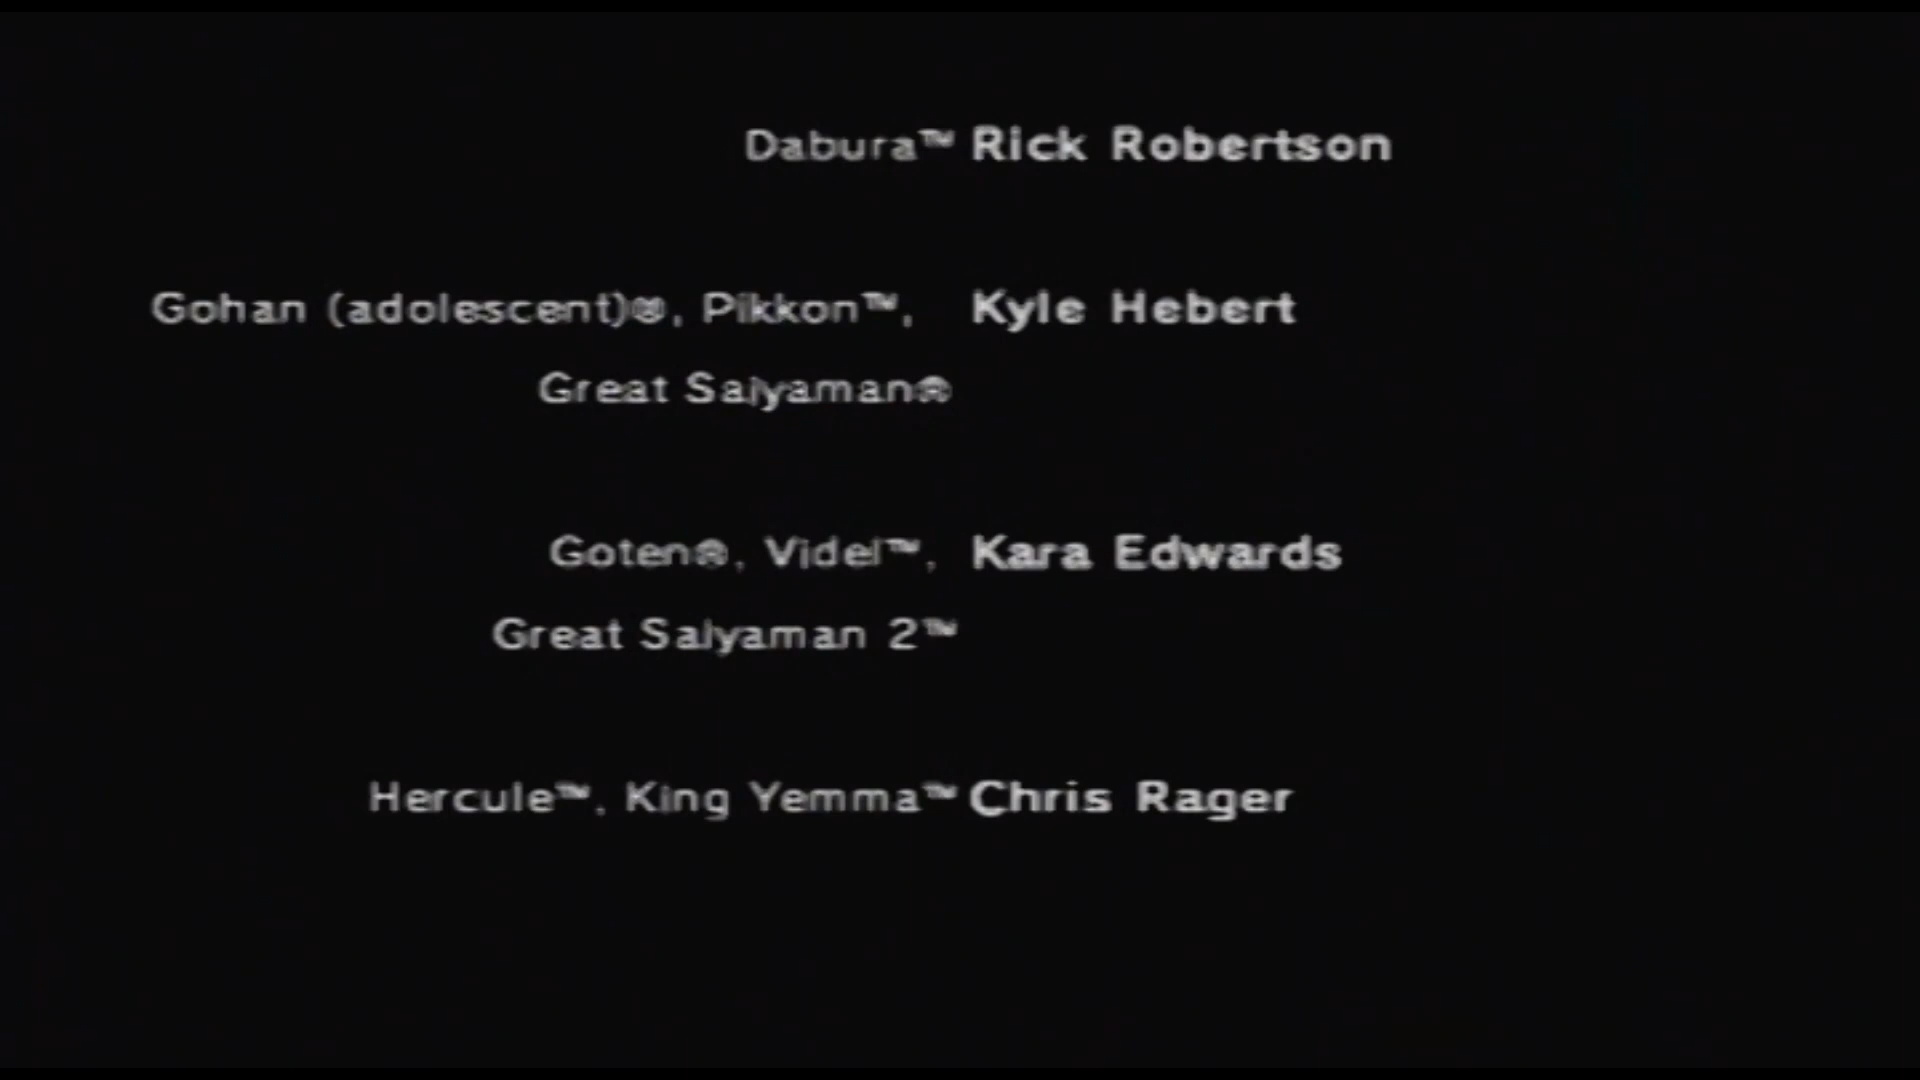 Dabura™ Rick Robertson
Gohan (adolescent)®, Pikkon™, Kyle Hebert
Great Saiyaman®
Goten®, Videl™, Kara Edwards
Great Saiyaman 2™
Hercule™, King Yemma™ Chris Rager